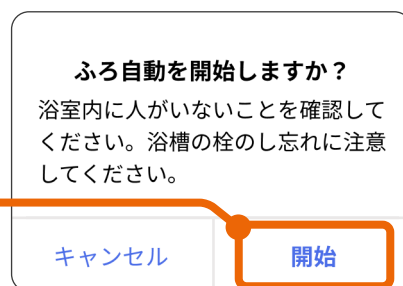 ふろ自動を開始しますか？
浴室内に人がいないことを確認して
ください。浴槽の栓のし忘れに注意
してください。
キャンセル
開始